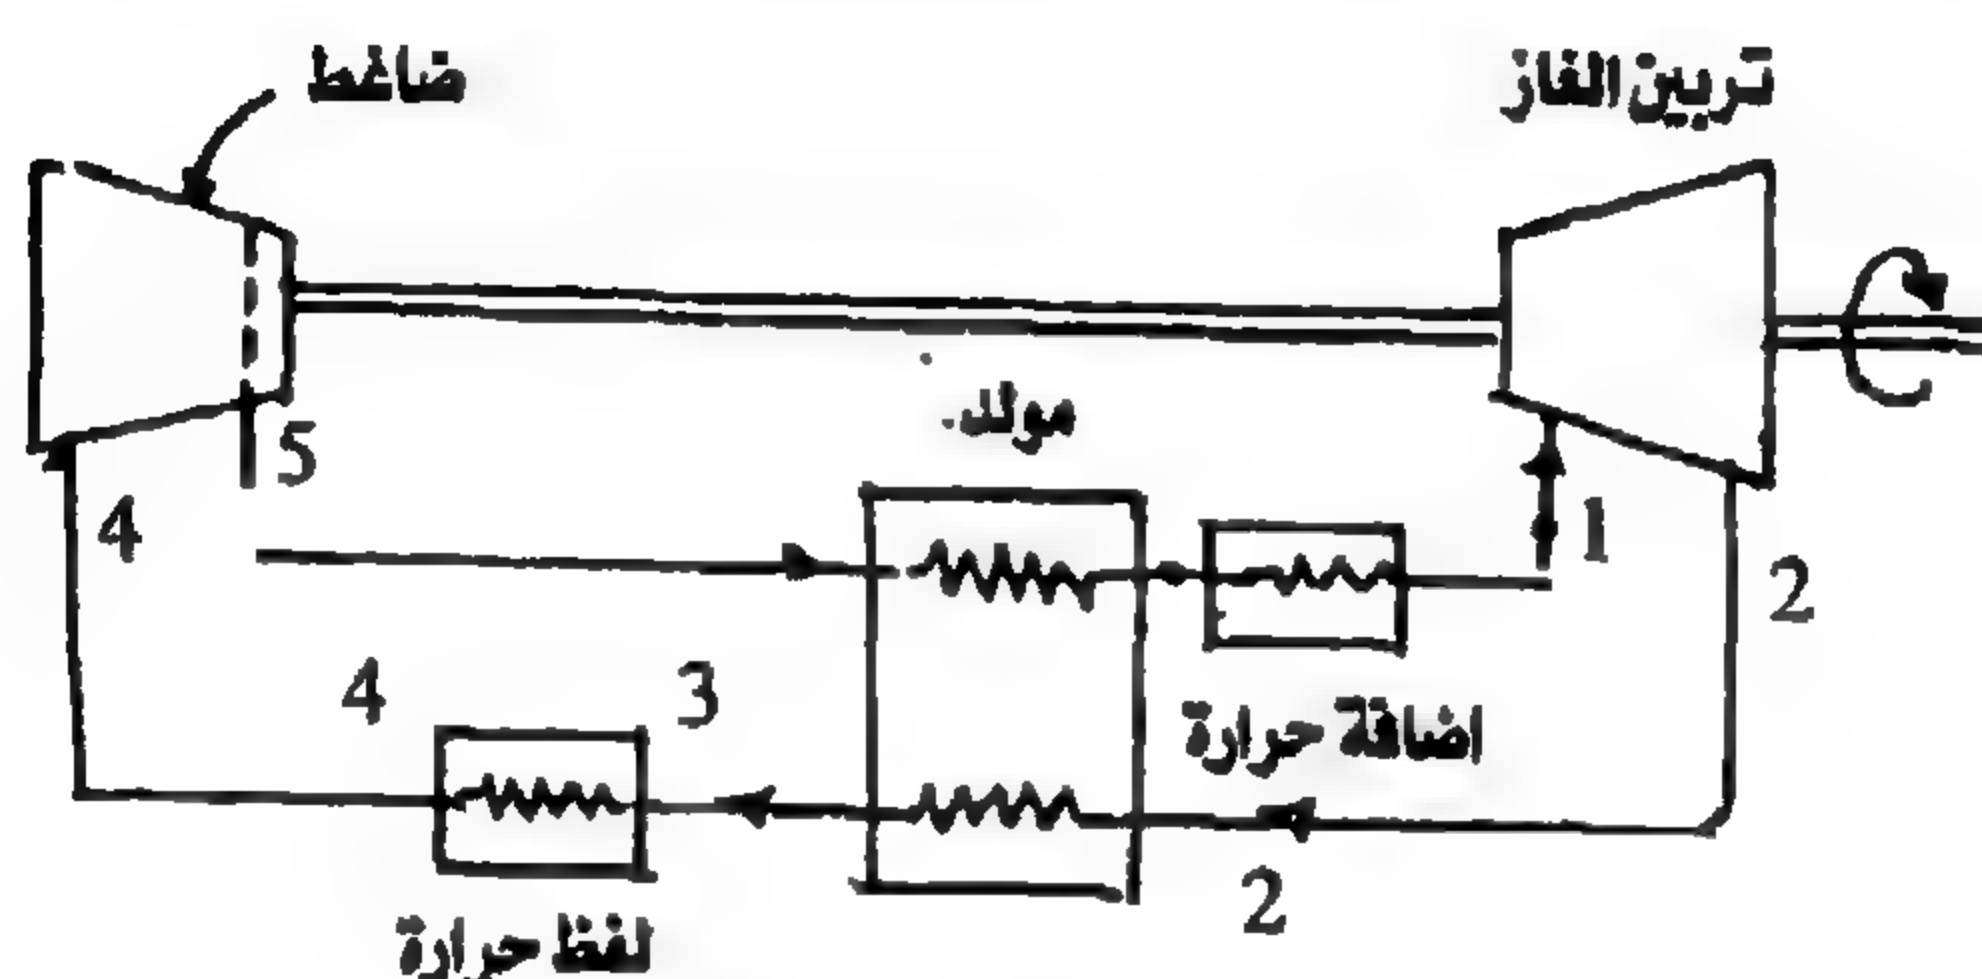 ضاغط
تربين الغاز
مولد
5
4
1
2
4
3
اضافة حرارة
2
لفظ حرارة